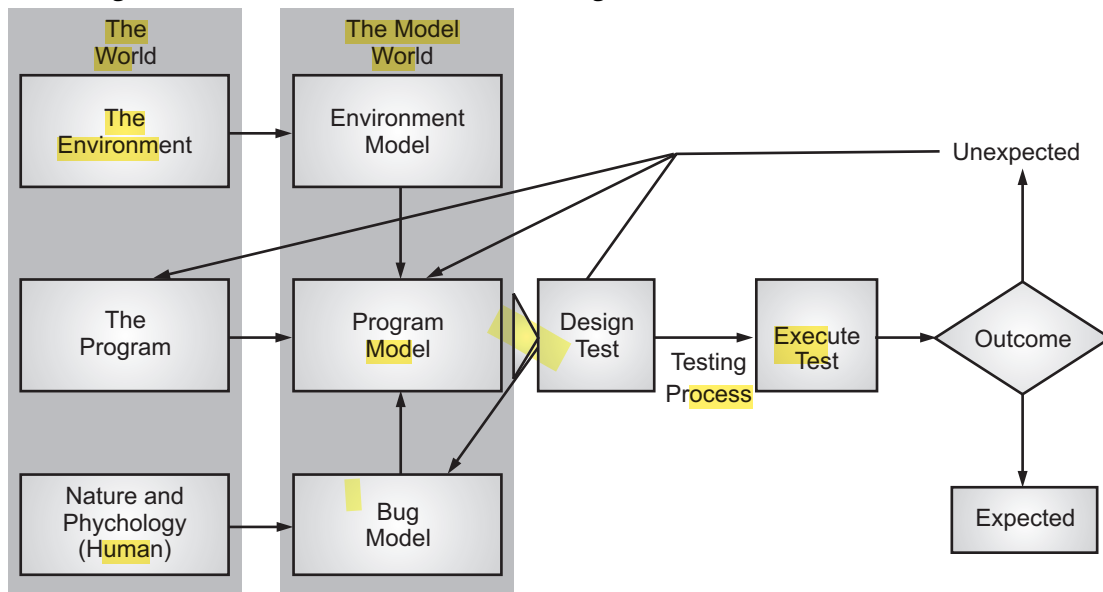 The
World
The Model
World
The
Environment
Environment
Model
Unexpected
The
Program
Program
Model
Design
Test
Testing
Process
Execute
Test
Outcome
Nature and
Phychology
(Human)
Bug
Model
Expected